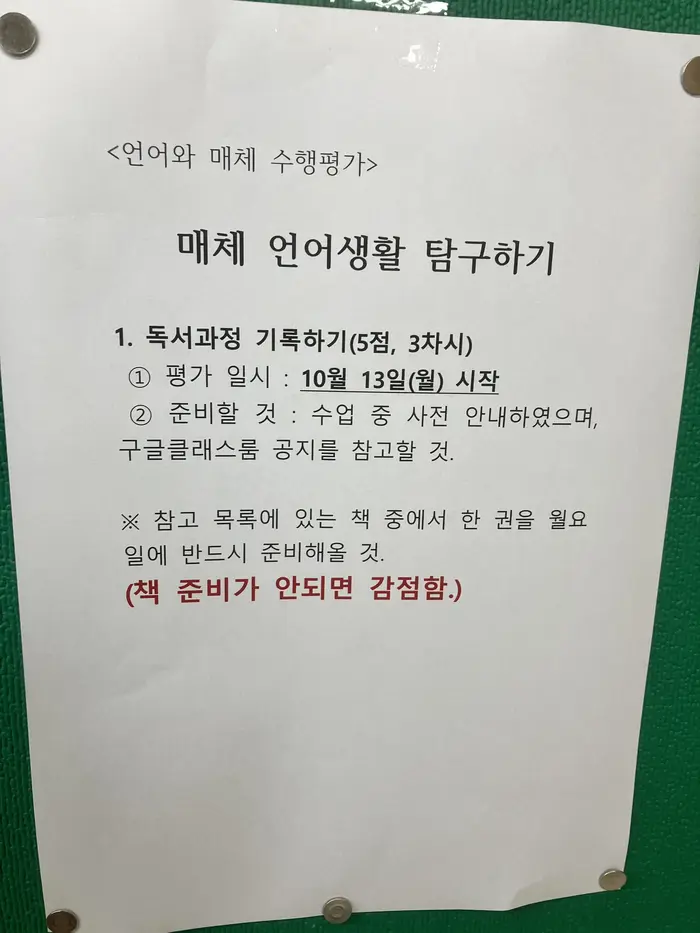 <언어와 매체 수행평가>
매체 언어생활 탐구하기
1. 독서과정 기록하기(5점, 3차시)
① 평가 일시 : 10월 13일(월) 시작
② 준비할 것 : 수업 중 사전 안내하였으며,
구글클래스룸 공지를 참고할 것.
※ 참고 목록에 있는 책 중에서 한 권을 월요
일에 반드시 준비해올 것.
(책 준비가 안되면 감점함.)